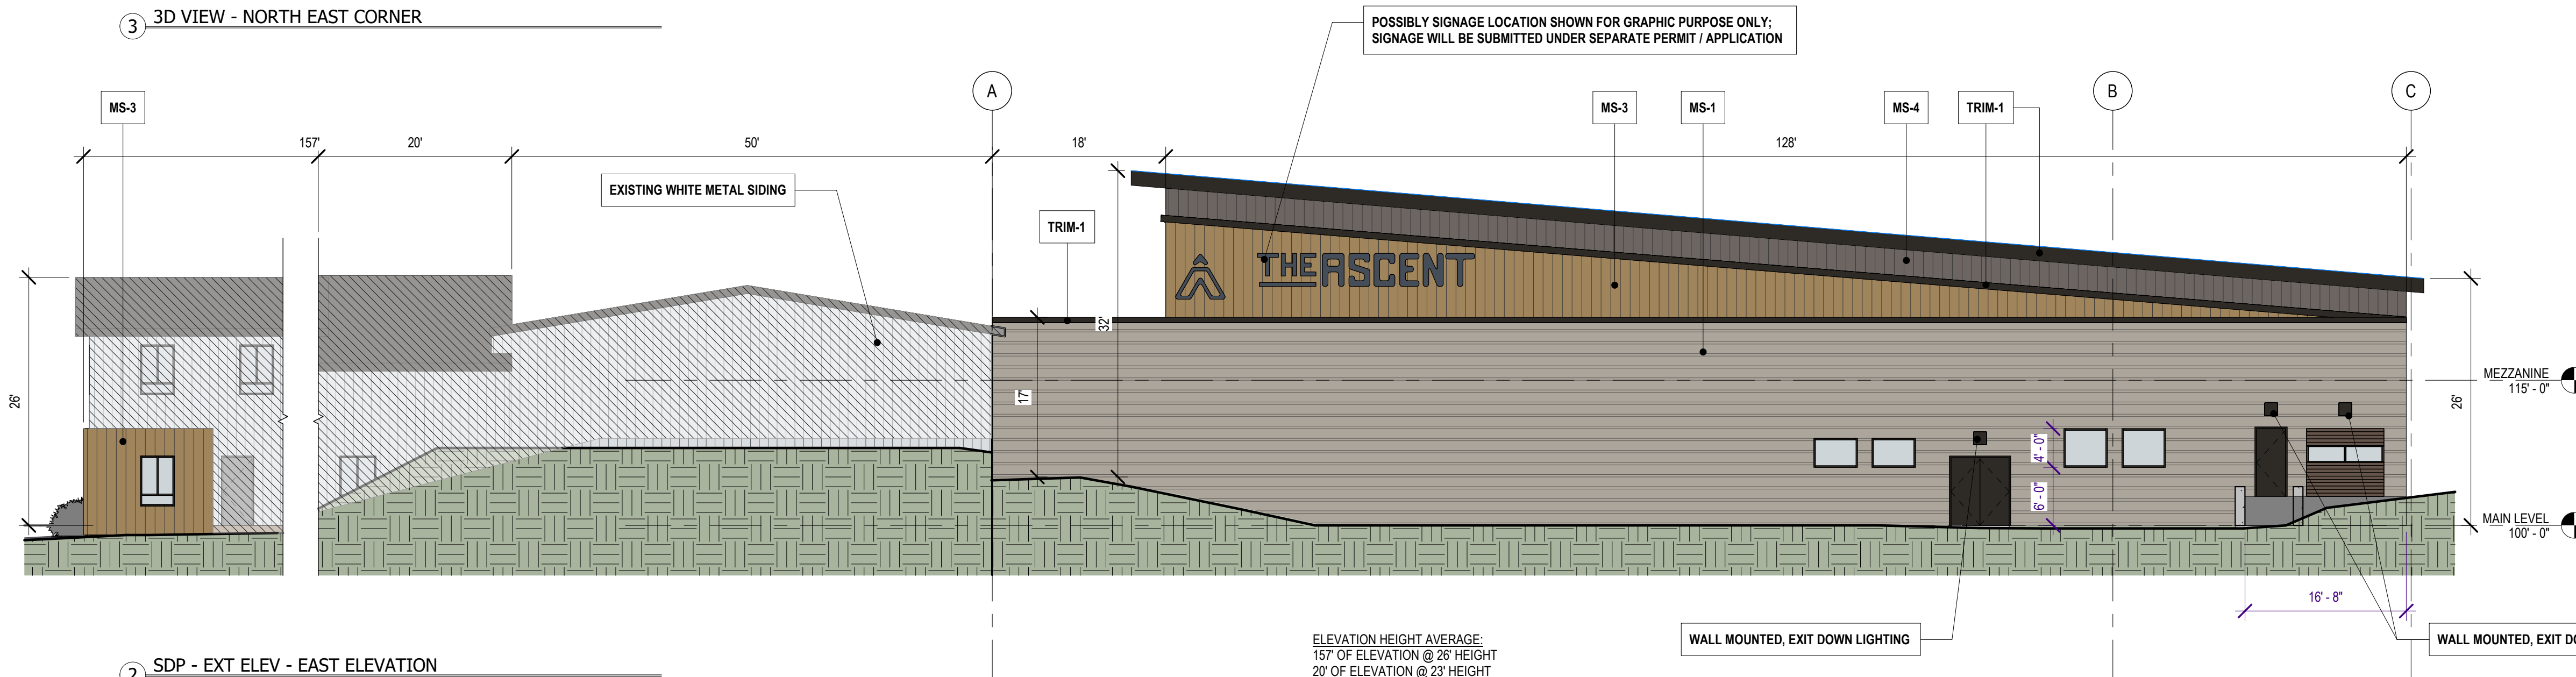 3 3D VIEW - NORTH EAST CORNER
POSSIBLY SIGNAGE LOCATION SHOWN FOR GRAPHIC PURPOSE ONLY;
SIGNAGE WILL BE SUBMITTED UNDER SEPARATE PERMIT / APPLICATION
A
B
C
MS-3
MS-3
MS-1
MS-4
TRIM-1
157'
20'
50'
18'
128'
EXISTING WHITE METAL SIDING
TRIM-1
THE ASCENT
32'
17'
26'
26'
MEZZANINE
115' - 0"
4' - 0"
6' - 0"
MAIN LEVEL
100' - 0"
16' - 8"
WALL MOUNTED, EXIT DOWN LIGHTING
WALL MOUNTED, EXIT
ELEVATION HEIGHT AVERAGE:
157' OF ELEVATION @ 26' HEIGHT
20' OF ELEVATION @ 23' HEIGHT
2 SDP - EXT ELEV - EAST ELEVATION